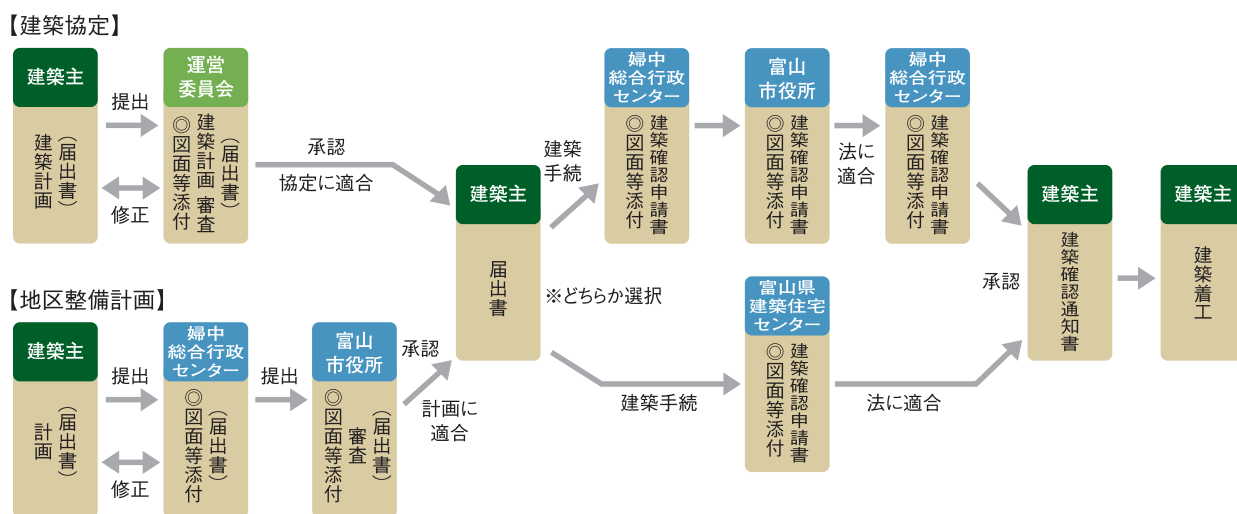 【建築協定】
建築主
建築計画
（届出書）
提出
修正
運営
委員会
建築計画 審査
（届出書）
◎図面等添付
承認
協定に適合
【地区整備計画】
建築主
計画
（届出書）
提出
修正
婦中
総合行政
センター
（届出書）
◎図面等添付
提出
富山
市役所
（届出書）
審査
◎図面等添付
承認
計画に
適合
建築主
届出書
※どちらか選択
建築
手続
婦中
総合行政
センター
建築確認申請書
◎図面等添付
富山
市役所
建築確認申請書
◎図面等添付
法に
適合
婦中
総合行政
センター
建築確認申請書
◎図面等添付
建築手続
富山県
建築住宅
センター
建築確認申請書
◎図面等添付
法に適合
承認
建築主
建築確認通知書
建築主
建築着工